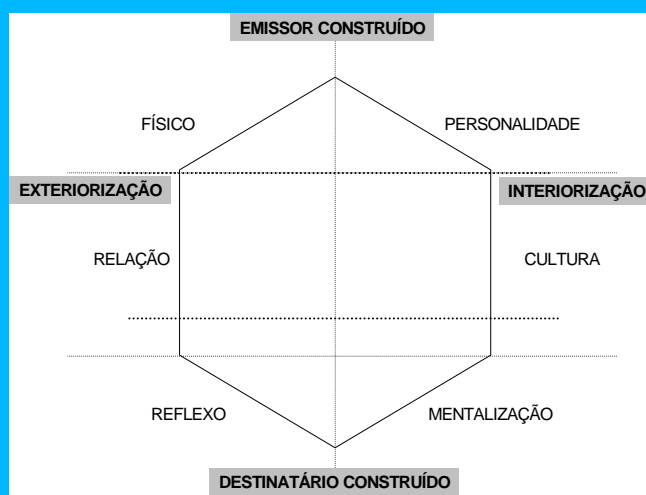 EMISSOR CONSTRUÍDO
FÍSICO
PERSONALIDADE
EXTERIORIZAÇÃO
INTERIORIZAÇÃO
RELAÇÃO
CULTURA
REFLEXO
MENTALIZAÇÃO
DESTINATÁRIO CONSTRUÍDO